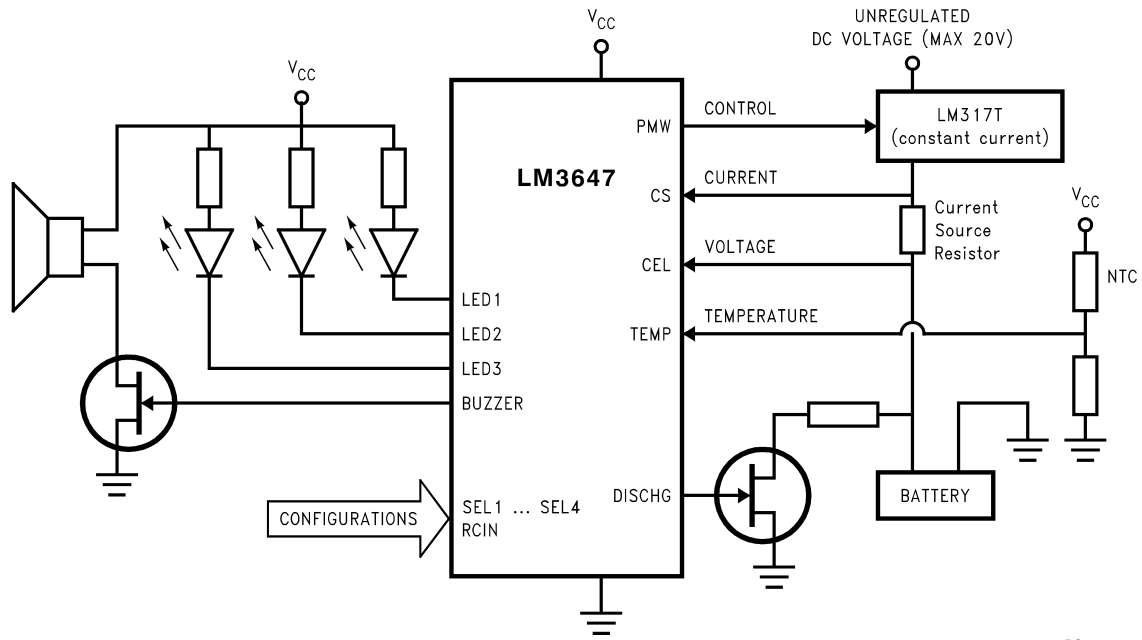 VCC
UNREGULATED
DC VOLTAGE (MAX 20V)
VCC
LM3647
PMW
CONTROL
LM317T
(constant current)
CS
CURRENT
Current
Source
Resistor
VCC
CEL
VOLTAGE
NTC
LED1
LED2
LED3
BUZZER
TEMP
TEMPERATURE
DISCHG
BATTERY
CONFIGURATIONS
SEL1 ... SEL4
RCIN